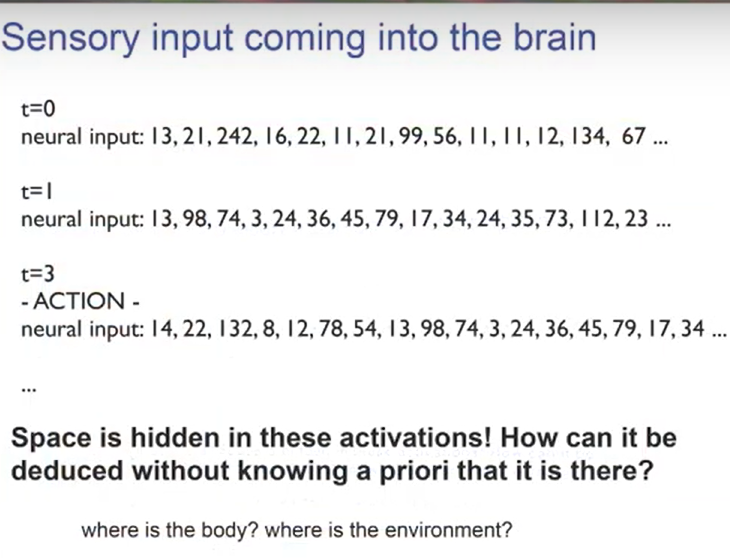 Sensory input coming into the brain
t=0
neural input: 13, 21, 242, 16, 22, 11, 21, 99, 56, 11, 11, 12, 134, 67 ...
t=1
neural input: 13, 98, 74, 3, 24, 36, 45, 79, 17, 34, 24, 35, 73, 112, 23 ...
t=3
- ACTION -
neural input: 14, 22, 132, 8, 12, 78, 54, 13, 98, 74, 3, 24, 36, 45, 79, 17, 34 ...
...
Space is hidden in these activations! How can it be
deduced without knowing a priori that it is there?
where is the body? where is the environment?